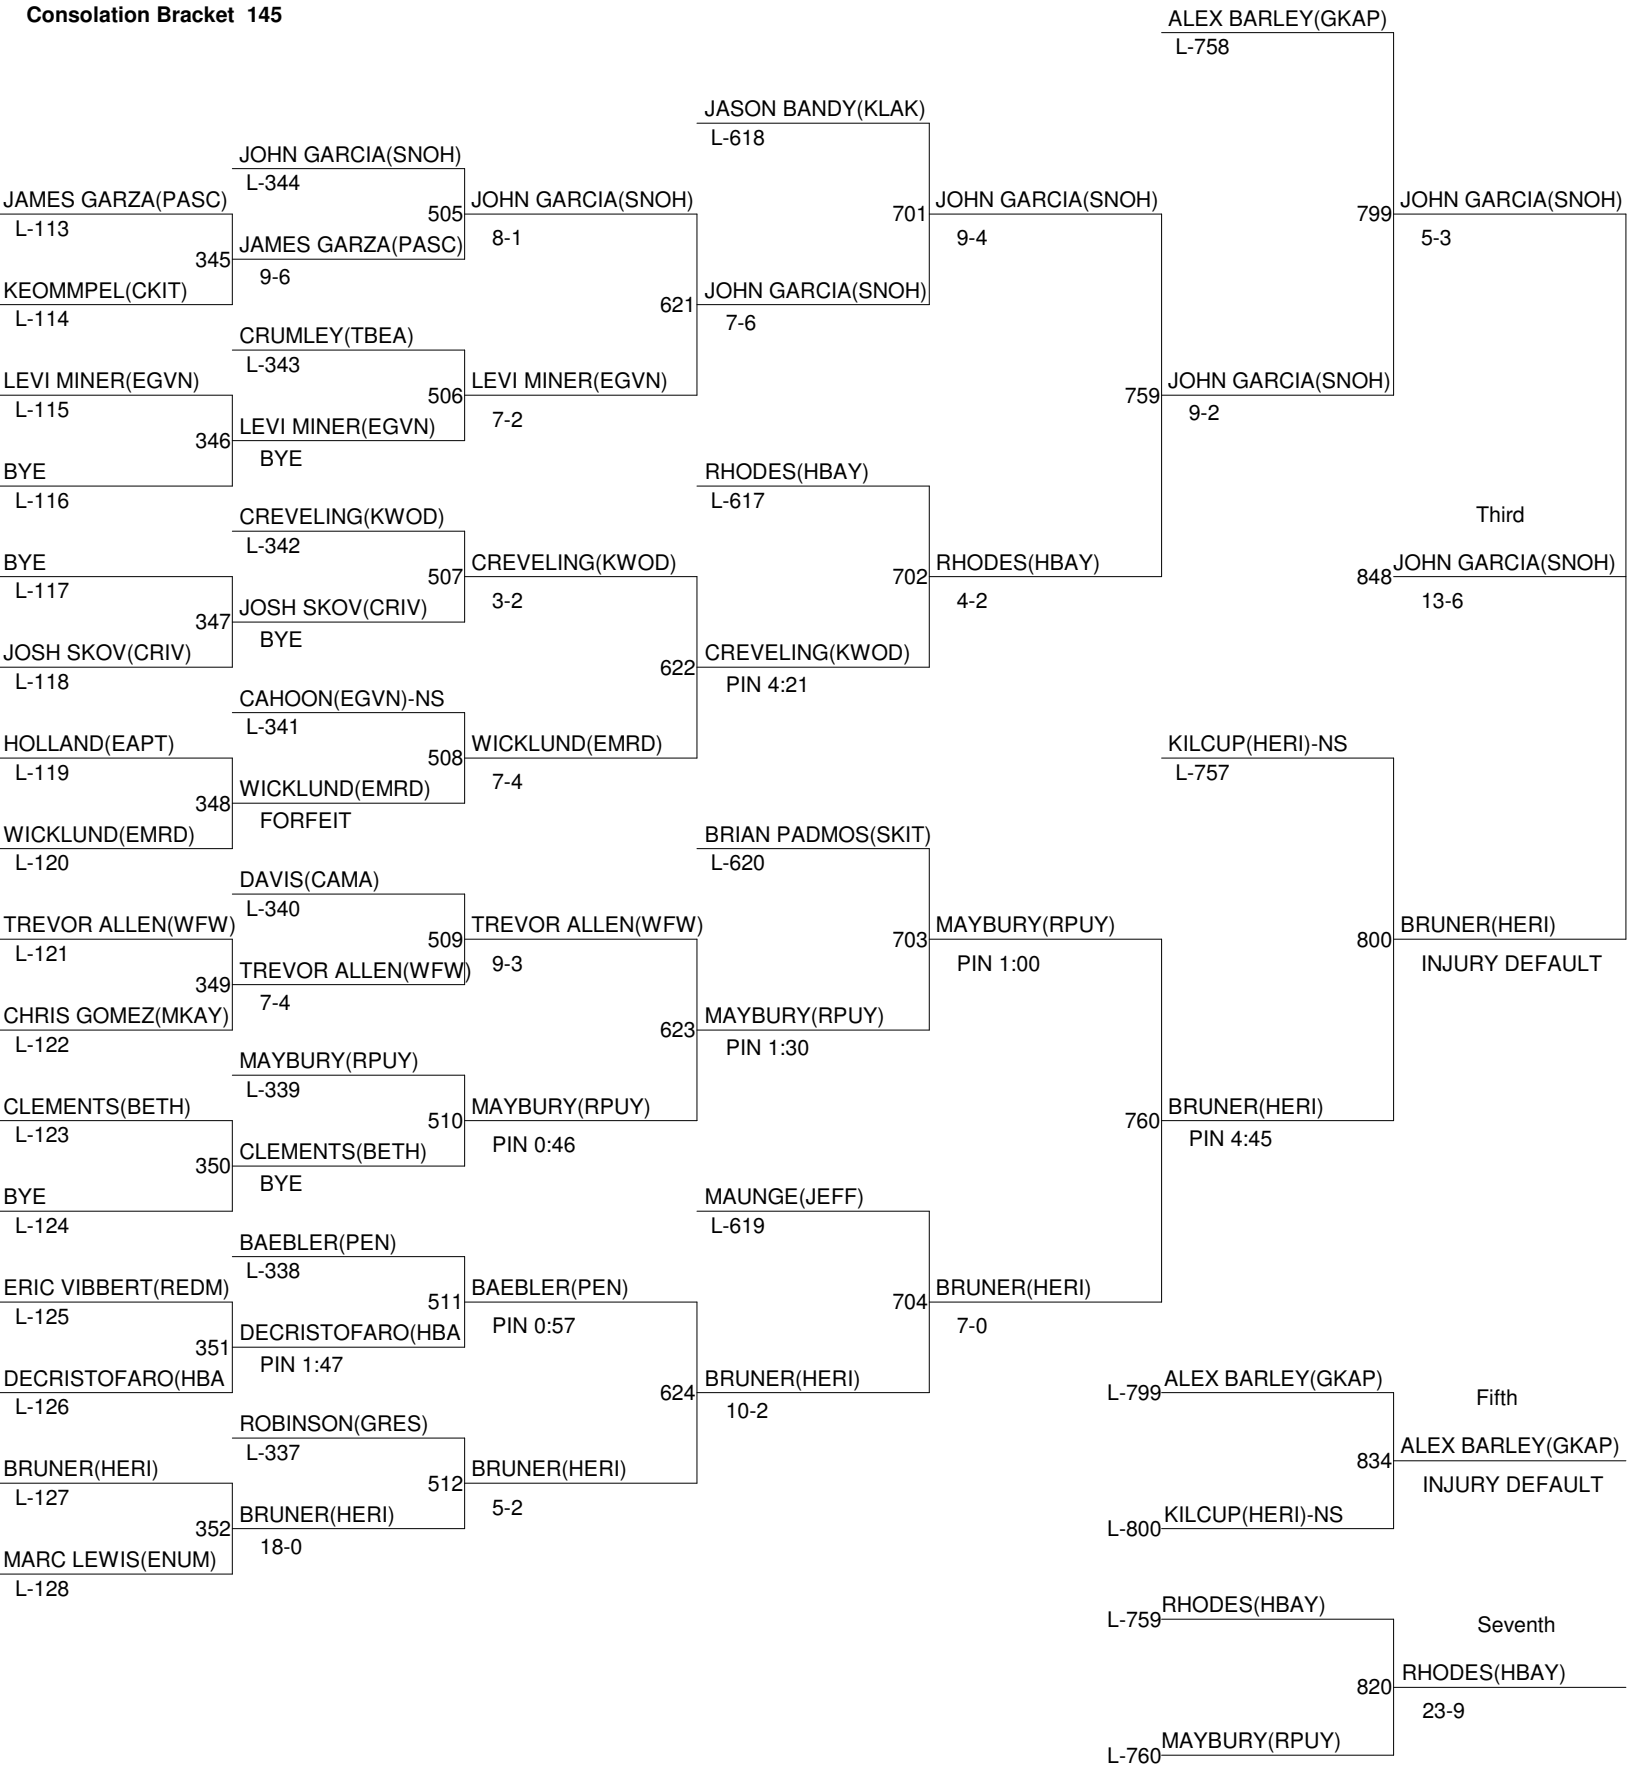 Consolation Bracket 145
ALEX BARLEY(GKAP)
L-758
JASON BANDY(KLAK)
L-618
JOHN GARCIA(SNOH)
L-344
JAMES GARZA(PASC)
L-113
505
JOHN GARCIA(SNOH)
8-1
701
JOHN GARCIA(SNOH)
9-4
799
JOHN GARCIA(SNOH)
5-3
345
JAMES GARZA(PASC)
9-6
KEOMMPEL(CKIT)
L-114
621
JOHN GARCIA(SNOH)
7-6
CRUMLEY(TBEA)
L-343
LEVI MINER(EGVN)
L-115
506
LEVI MINER(EGVN)
7-2
759
JOHN GARCIA(SNOH)
9-2
346
LEVI MINER(EGVN)
BYE
BYE
L-116
RHODES(HBAY)
L-617
CREVELING(KWOD)
L-342
Third
BYE
L-117
507
CREVELING(KWOD)
3-2
702
RHODES(HBAY)
4-2
848
JOHN GARCIA(SNOH)
13-6
347
JOSH SKOV(CRIV)
BYE
JOSH SKOV(CRIV)
L-118
622
CREVELING(KWOD)
PIN 4:21
CAHOON(EGVN)-NS
L-341
HOLLAND(EAPT)
L-119
508
WICKLUND(EMRD)
7-4
KILCUP(HERI)-NS
L-757
348
WICKLUND(EMRD)
FORFEIT
WICKLUND(EMRD)
L-120
BRIAN PADMOS(SKIT)
L-620
DAVIS(CAMA)
L-340
TREVOR ALLEN(WFW)
L-121
509
TREVOR ALLEN(WFW)
9-3
703
MAYBURY(RPUY)
PIN 1:00
800
BRUNER(HERI)
INJURY DEFAULT
349
TREVOR ALLEN(WFW)
7-4
CHRIS GOMEZ(MKAY)
L-122
623
MAYBURY(RPUY)
PIN 1:30
MAYBURY(RPUY)
L-339
CLEMENTS(BETH)
L-123
510
MAYBURY(RPUY)
PIN 0:46
760
BRUNER(HERI)
PIN 4:45
350
CLEMENTS(BETH)
BYE
BYE
L-124
MAUNGE(JEFF)
L-619
BAEBLER(PEN)
L-338
ERIC VIBBERT(REDM)
L-125
511
BAEBLER(PEN)
PIN 0:57
704
BRUNER(HERI)
7-0
351
DECRISTOFARO(HBA
PIN 1:47
DECRISTOFARO(HBA
L-126
624
BRUNER(HERI)
10-2
L-799
ALEX BARLEY(GKAP)
Fifth
ROBINSON(GRES)
L-337
834
ALEX BARLEY(GKAP)
INJURY DEFAULT
BRUNER(HERI)
L-127
512
BRUNER(HERI)
5-2
352
BRUNER(HERI)
18-0
L-800
KILCUP(HERI)-NS
MARC LEWIS(ENUM)
L-128
L-759
RHODES(HBAY)
Seventh
820
RHODES(HBAY)
23-9
L-760
MAYBURY(RPUY)